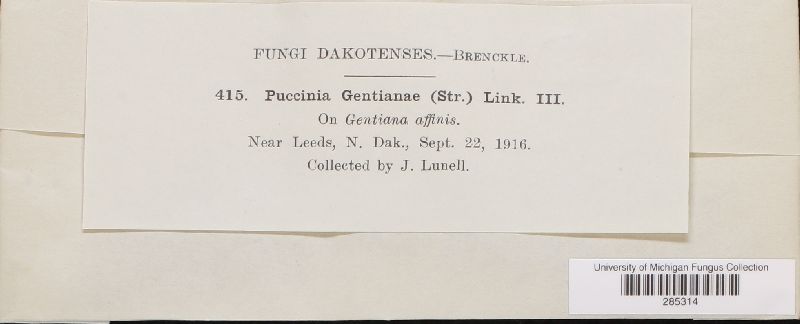 FUNGI DAKOTENSES.—BRENCKLE.
415. Puccinia Gentianae (Str.) Link. III.
On Gentiana affinis.
Near Leeds, N. Dak., Sept. 22, 1916.
Collected by J. Lunell.
University of Michigan Fungus Collection
285314